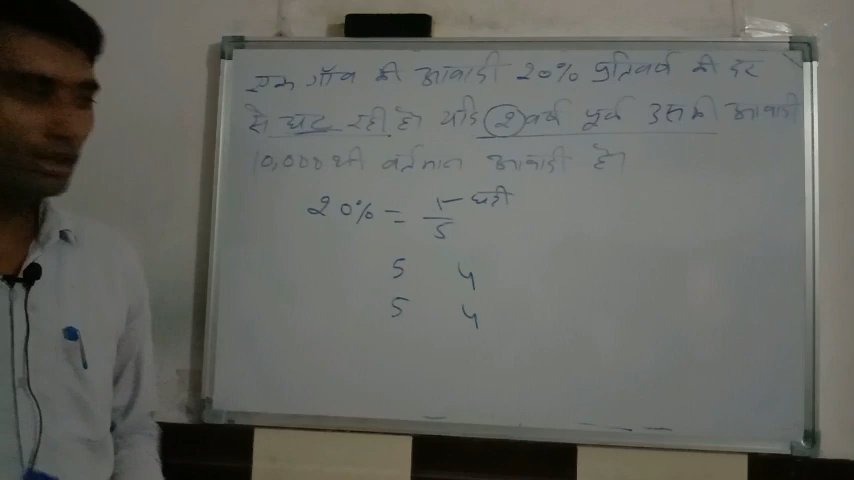 एक गाँव की आबादी 20% प्रतिवर्ष की दर
से घट रही है। यदि 2 वर्ष पूर्व उसकी आबादी
10,000 थी वर्तमान आबादी है।
20% = 1/5 घटी
5 4
5 4